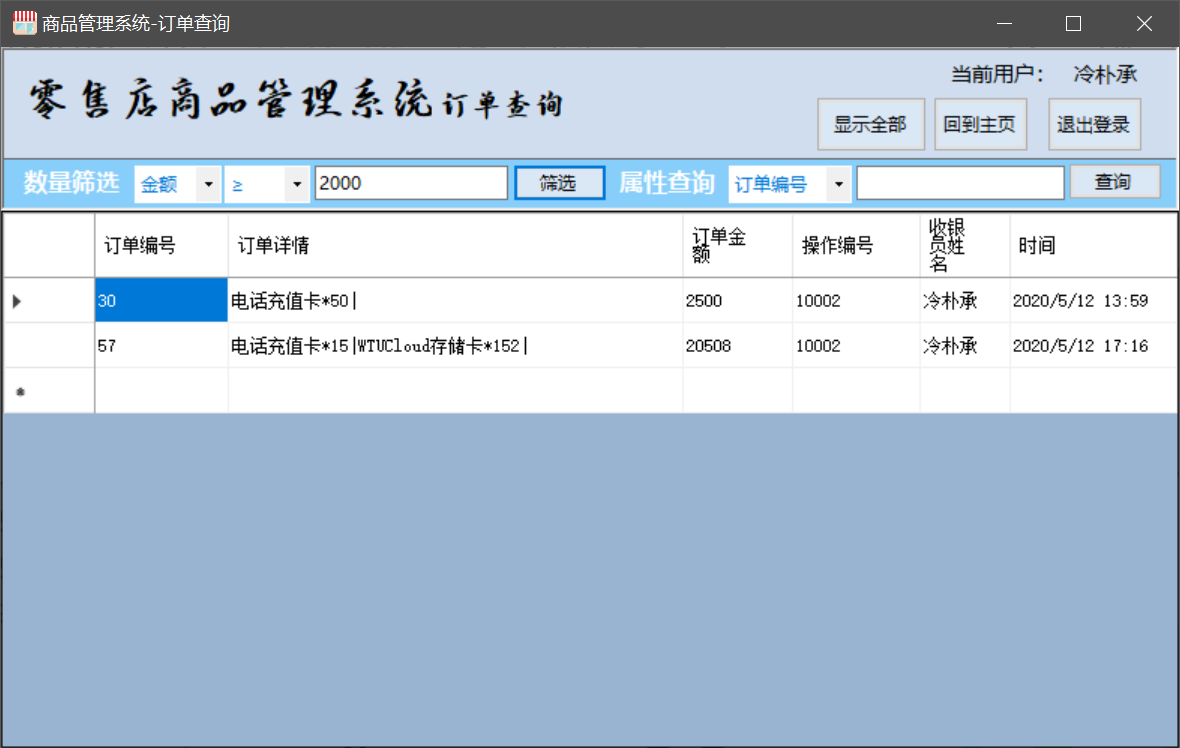 商品管理系统-订单查询
当前用户： 冷朴承
零售店商品管理系统订单查询
显示全部 回到主页 退出登录
数量筛选 金额 ≥ 2000 筛选 属性查询 订单编号 查询
订单编号 订单详情 订单金额 操作编号 收银员姓名 时间
30 电话充值卡*50| 2500 10002 冷朴承 2020/5/12 13:59
57 电话充值卡*15|WTUCloud存储卡*152| 20508 10002 冷朴承 2020/5/12 17:16